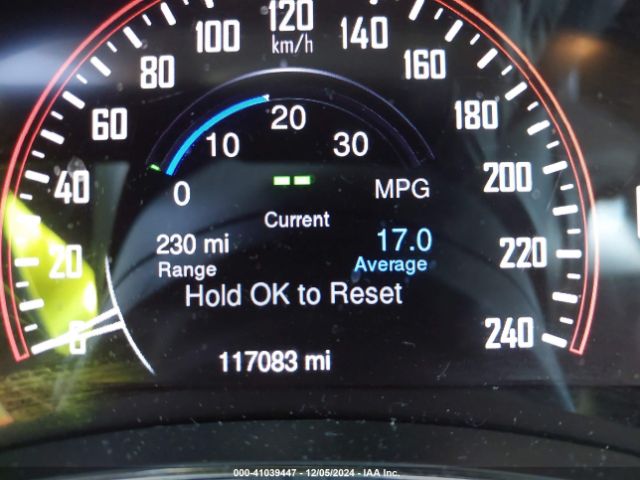 120
100 km/h 140
80 160
60 20 180
10 30
40 0 -- MPG 200
Current
230 mi 17.0
Range Average
20 220
Hold OK to Reset
0 240
117083 mi
000-41039447 - 12/05/2024 - IAA Inc.